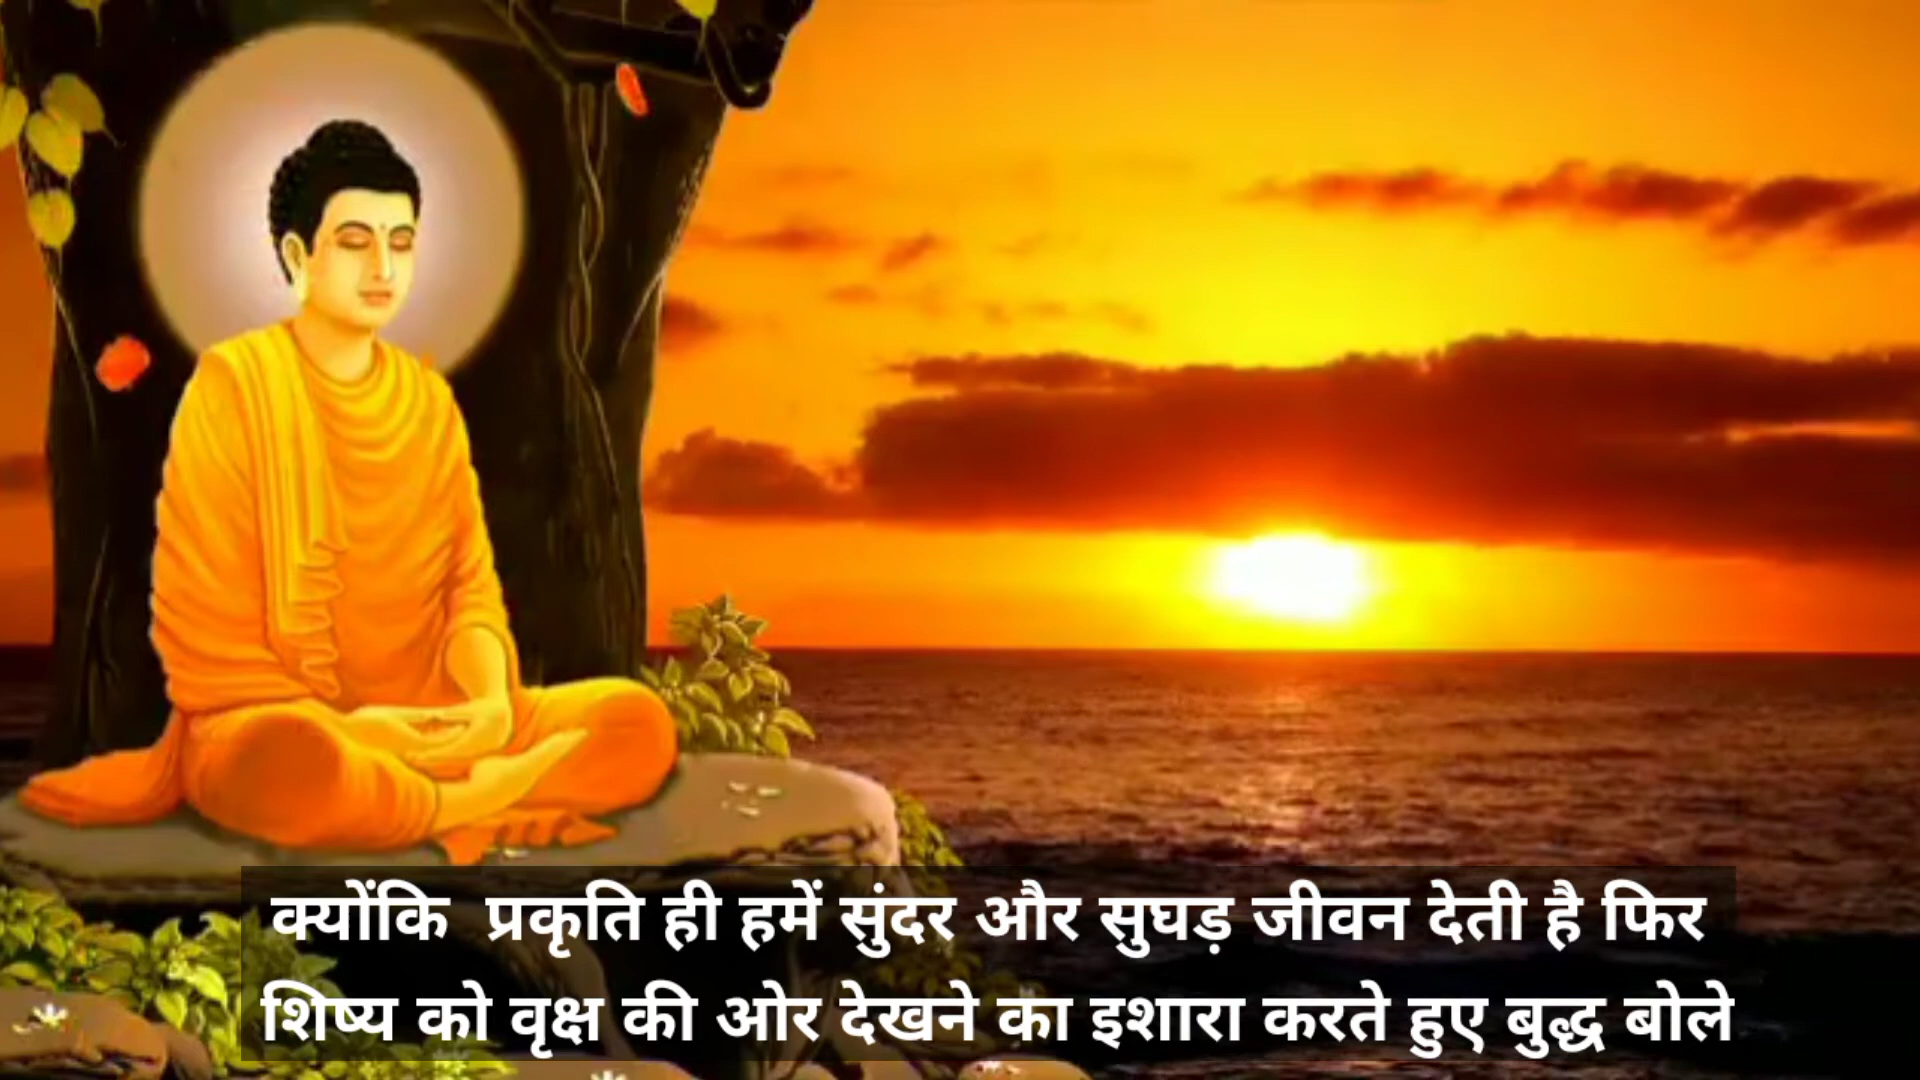 क्योंकि  प्रकृति ही हमें सुंदर और सुघड़ जीवन देती है फिर
शिष्य को वृक्ष की ओर देखने का इशारा करते हुए बुद्ध बोले